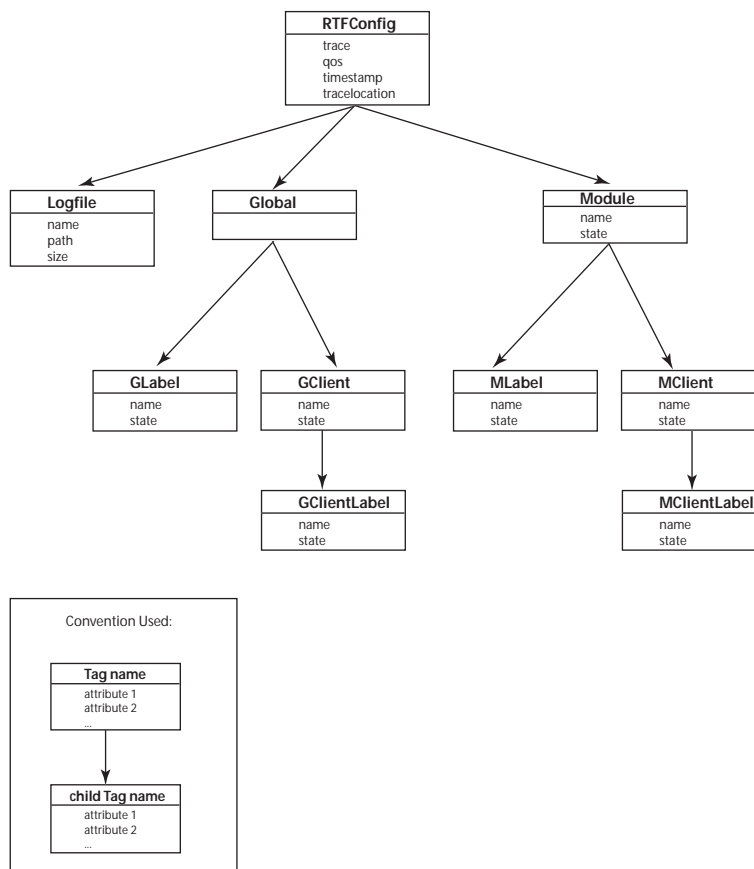 RTFConfig
trace
qos
timestamp
tracelocation
Logfile
name
path
size
Global
Module
name
state
GLabel
name
state
GClient
name
state
MLabel
name
state
MClient
name
state
GClientLabel
name
state
MClientLabel
name
state
Convention Used:
Tag name
attribute 1
attribute 2
...
child Tag name
attribute 1
attribute 2
...